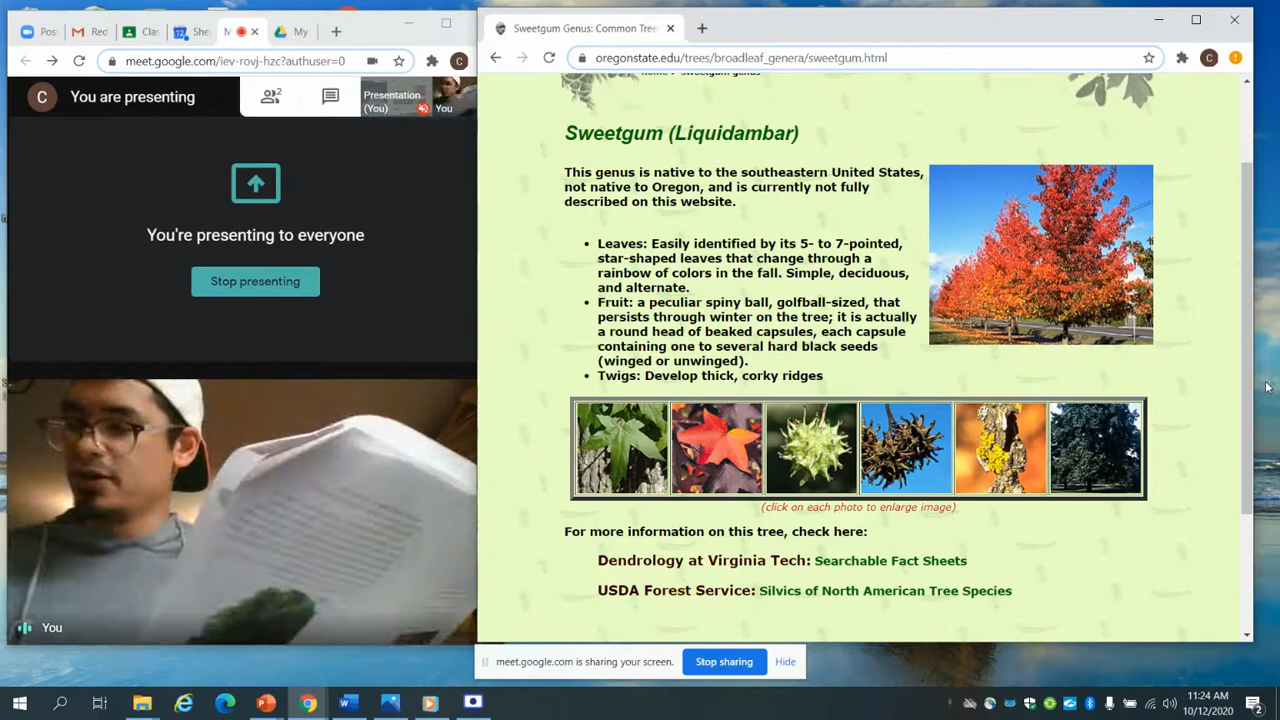 Pos
Red
Clas
She
M
My
meet.google.com/iev-rovj-hzc?authuser=0
C
C You are presenting
2
Presentation
(You)
You
You're presenting to everyone
Stop presenting
You
Sweetgum Genus: Common Tree
oregonstate.edu/trees/broadleaf_genera/sweetgum.html
C
Sweetgum (Liquidambar)
This genus is native to the southeastern United States,
not native to Oregon, and is currently not fully
described on this website.
• Leaves: Easily identified by its 5- to 7-pointed,
star-shaped leaves that change through a
rainbow of colors in the fall. Simple, deciduous,
and alternate.
• Fruit: a peculiar spiny ball, golfball-sized, that
persists through winter on the tree; it is actually
a round head of beaked capsules, each capsule
containing one to several hard black seeds
(winged or unwinged).
• Twigs: Develop thick, corky ridges
(click on each photo to enlarge image)
For more information on this tree, check here:
Dendrology at Virginia Tech: Searchable Fact Sheets
USDA Forest Service: Silvics of North American Tree Species
meet.google.com is sharing your screen. Stop sharing Hide
11:24 AM
10/12/2020
2